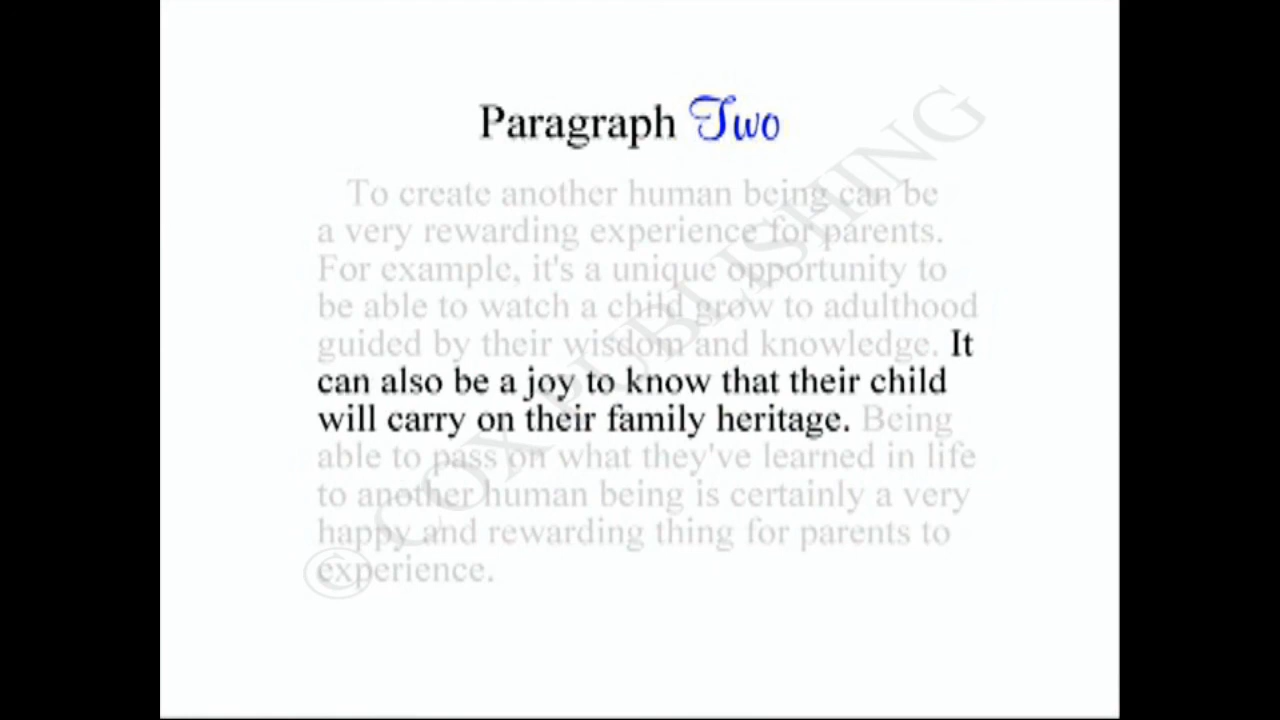 Paragraph Two
To create another human being can be
a very rewarding experience for parents.
For example, it's a unique opportunity to
be able to watch a child grow to adulthood
guided by their wisdom and knowledge. It
can also be a joy to know that their child
will carry on their family heritage. Being
able to pass on what they've learned in life
to another human being is certainly a very
happy and rewarding thing for parents to
experience.
© COX PUBLISHING